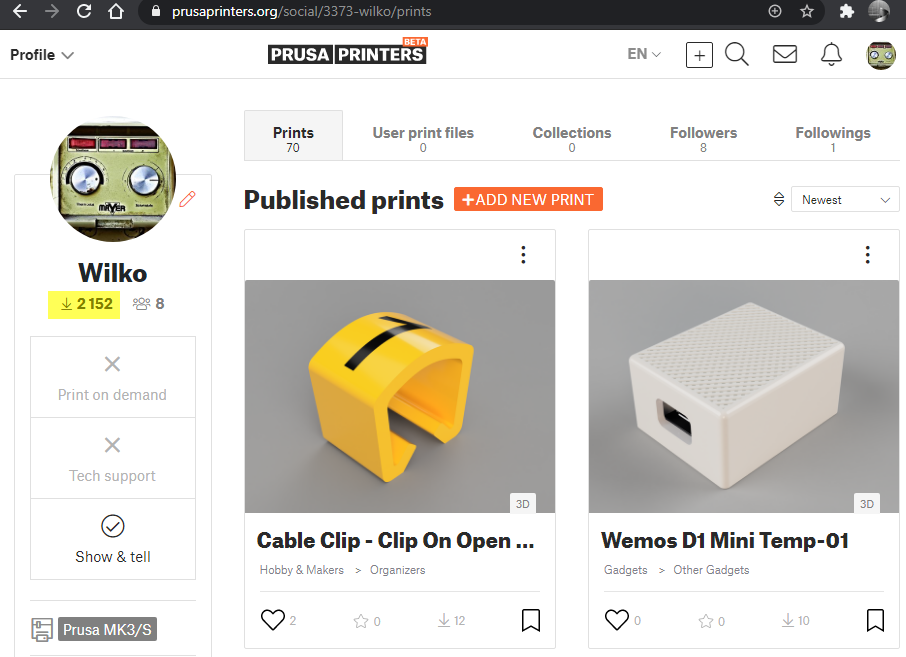 prusaprinters.org/social/3373-wilko/prints
Profile
PRUSA PRINTERS
BETA
EN
Prints
70
User print files
0
Collections
0
Followers
8
Followings
1
MAYER
Wilko
2 152
8
Print on demand
Tech support
Show & tell
Prusa MK3/S
Published prints
+ADD NEW PRINT
Newest
1
3D
Cable Clip - Clip On Open ...
Hobby & Makers > Organizers
2
0
12
3D
Wemos D1 Mini Temp-01
Gadgets > Other Gadgets
0
0
10